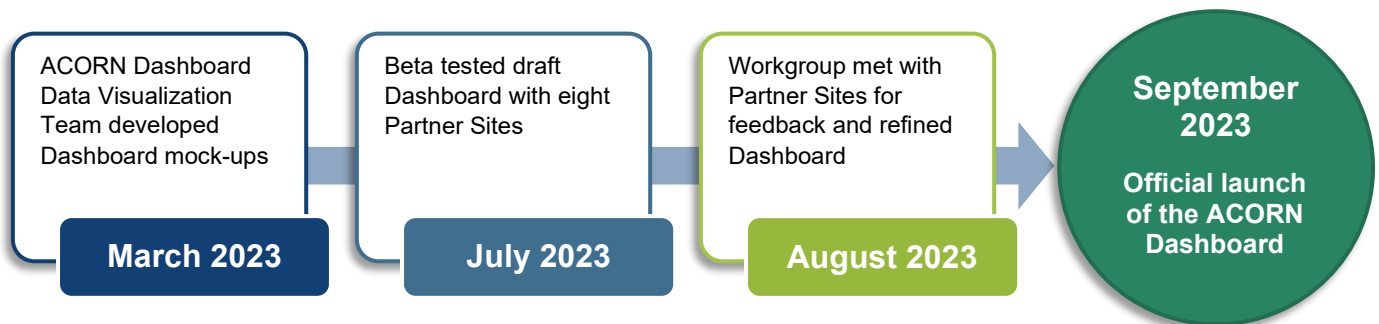 ACORN Dashboard
Data Visualization
Team developed
Dashboard mock-ups
March 2023
Beta tested draft
Dashboard with eight
Partner Sites
July 2023
Workgroup met with
Partner Sites for
feedback and refined
Dashboard
August 2023
September
2023
Official launch
of the ACORN
Dashboard